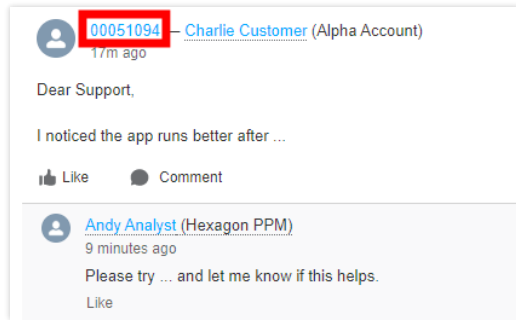 00051094 – Charlie Customer (Alpha Account)
17m ago
Dear Support,
I noticed the app runs better after ...
Like Comment
Andy Analyst (Hexagon PPM)
9 minutes ago
Please try ... and let me know if this helps.
Like